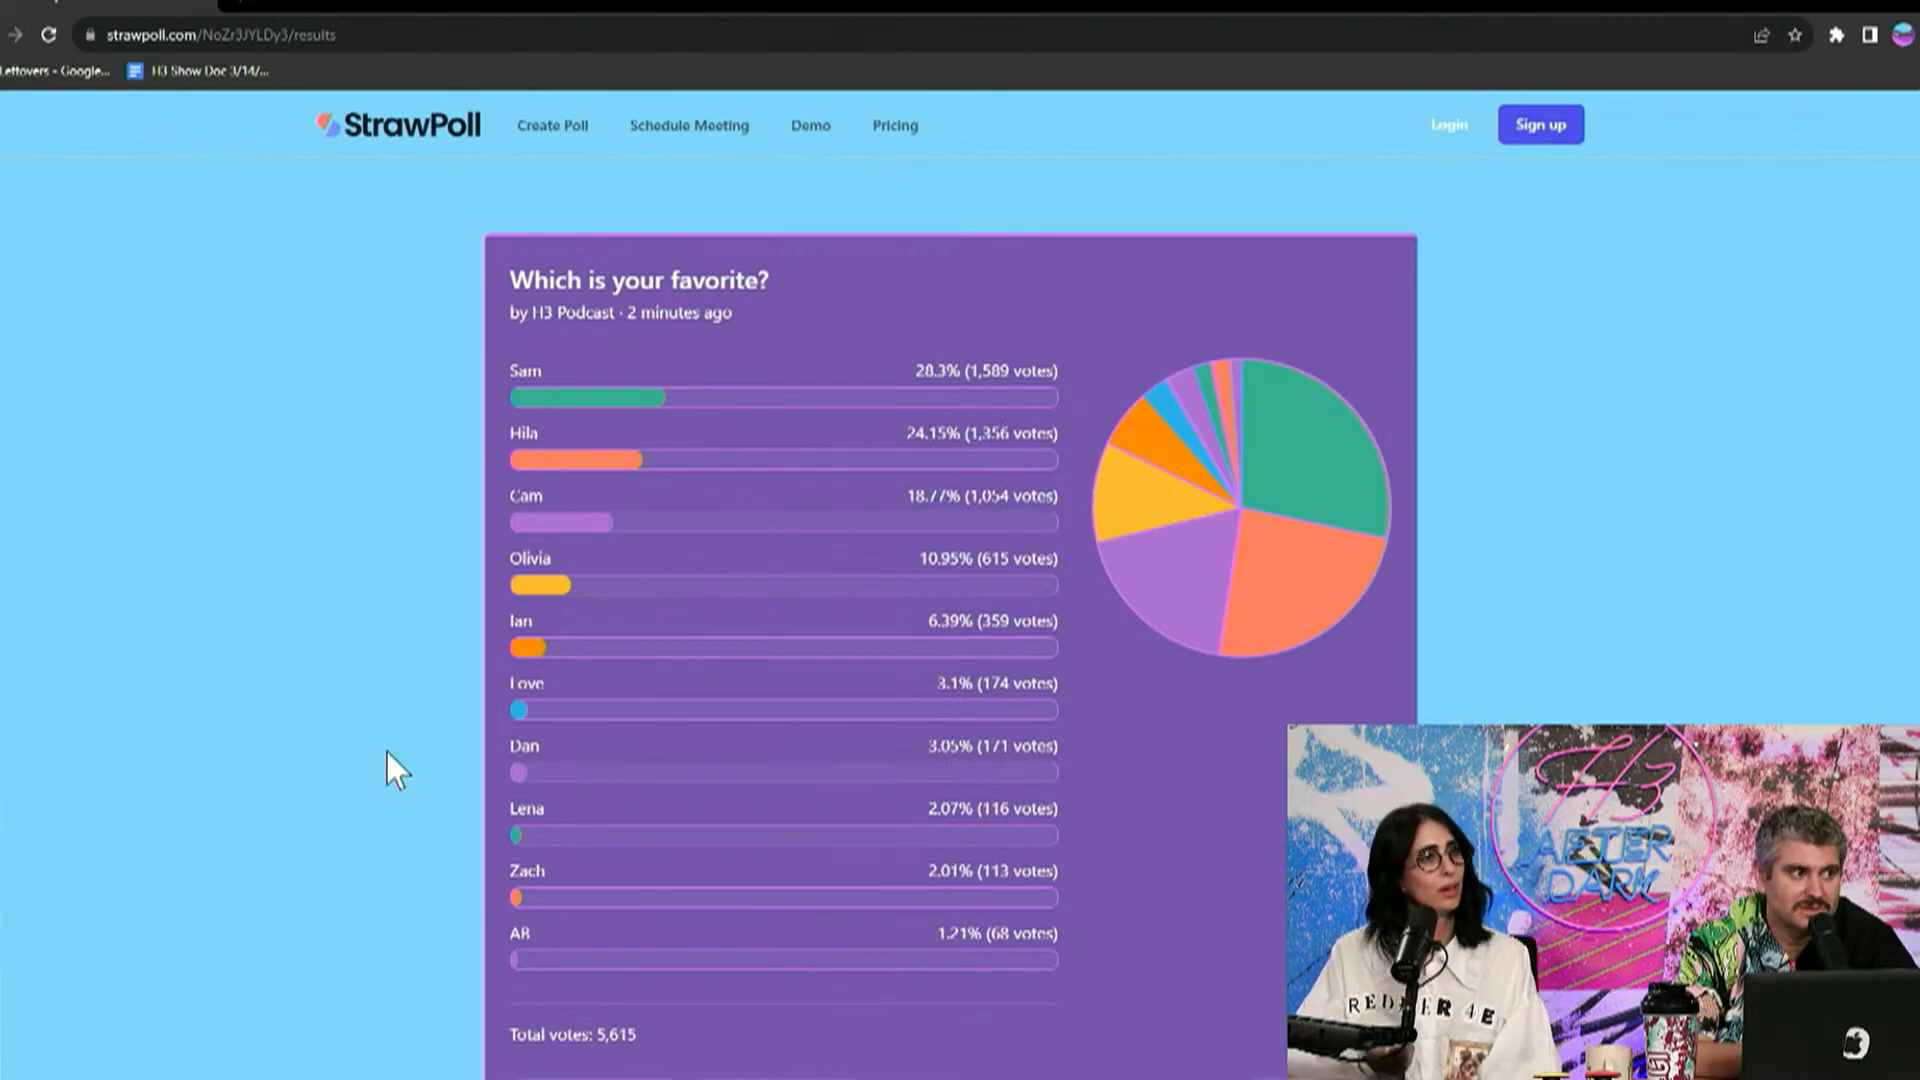 strawpoll.com/NoZr3JYLDy3/results
Leftovers - Google...
H3 Show Doc 3/14/...
StrawPoll
Create Poll
Schedule Meeting
Demo
Pricing
Login
Sign up
Which is your favorite?
by H3 Podcast · 2 minutes ago
Sam 28.3% (1,589 votes)
Hila 24.15% (1,356 votes)
Cam 18.77% (1,054 votes)
Olivia 10.95% (615 votes)
Ian 6.39% (359 votes)
Love 3.1% (174 votes)
Dan 3.05% (171 votes)
Lena 2.07% (116 votes)
Zach 2.01% (113 votes)
AB 1.21% (68 votes)
Total votes: 5,615
H3
AFTER
DARK